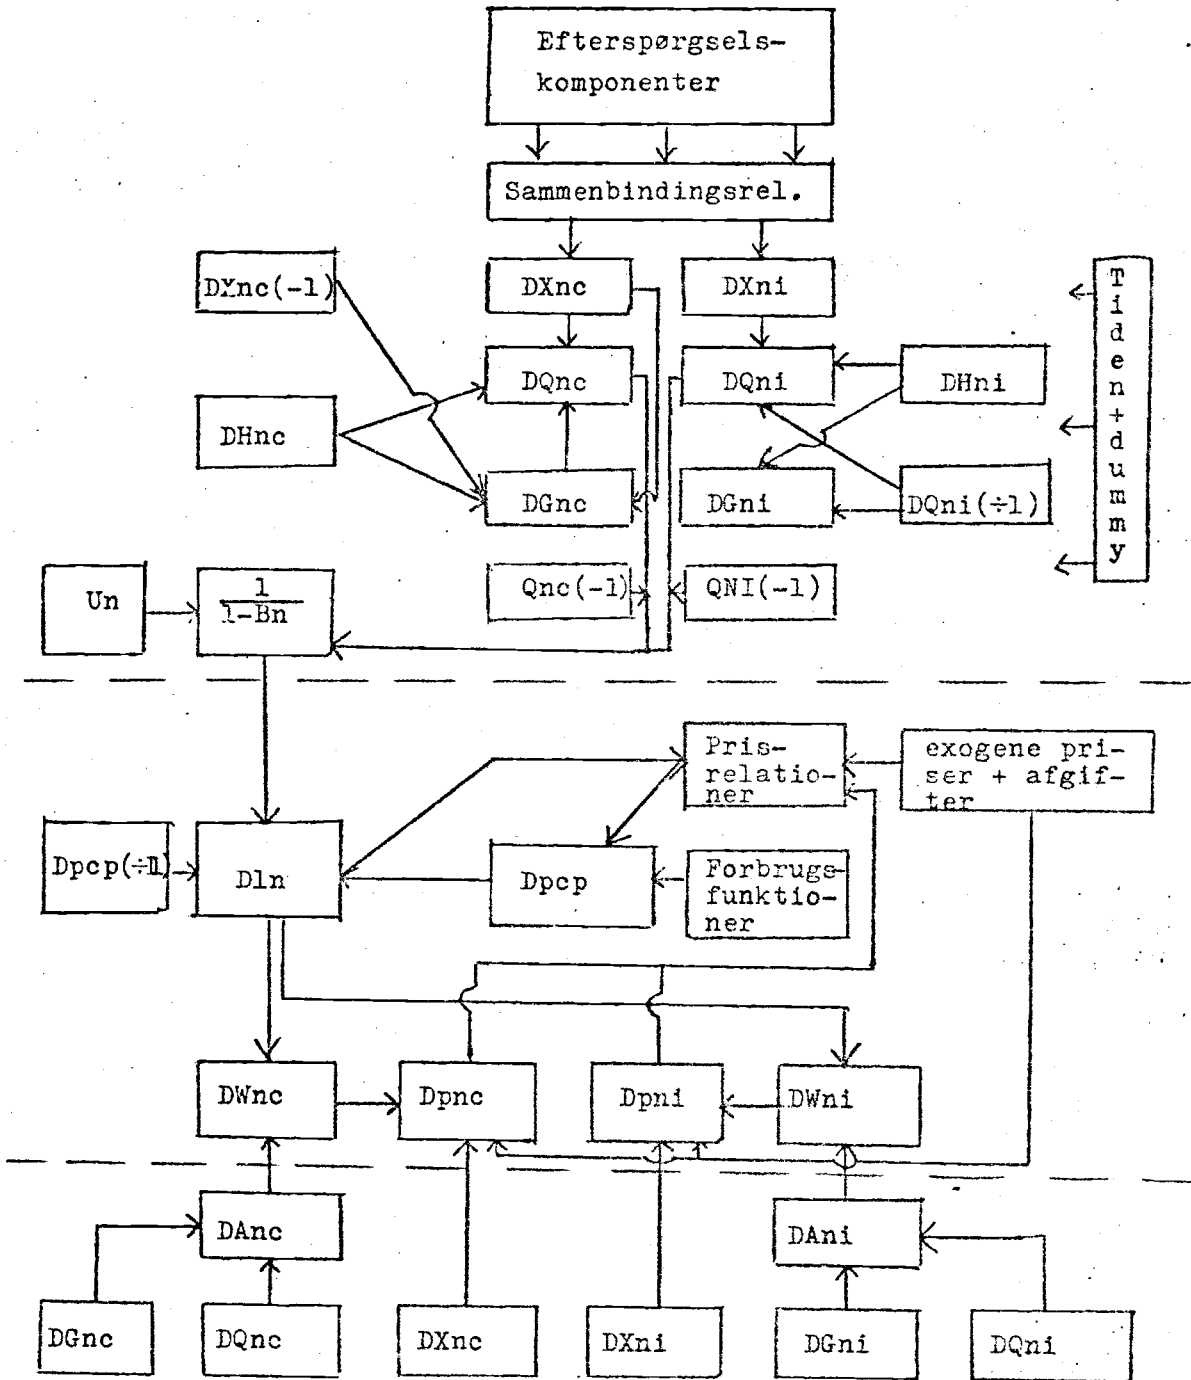 Efterspørgsels-
komponenter
Sammenbindingsrel.
DXnc(-1)
DXnc
DXni
Tiden+dummy
DQnc
DQni
DHni
DHnc
DGnc
DGni
DQni(÷1)
Un
1
1-Bn
Qnc(-1)
QNI(-1)
Pris-
relatio-
ner
exogene pri-
ser + afgif-
ter
Dpcp(÷1)
Dln
Dpcp
Forbrugs-
funktio-
ner
DWnc
Dpnc
Dpni
DWni
DAnc
DAni
DGnc
DQnc
DXnc
DXni
DGni
DQni